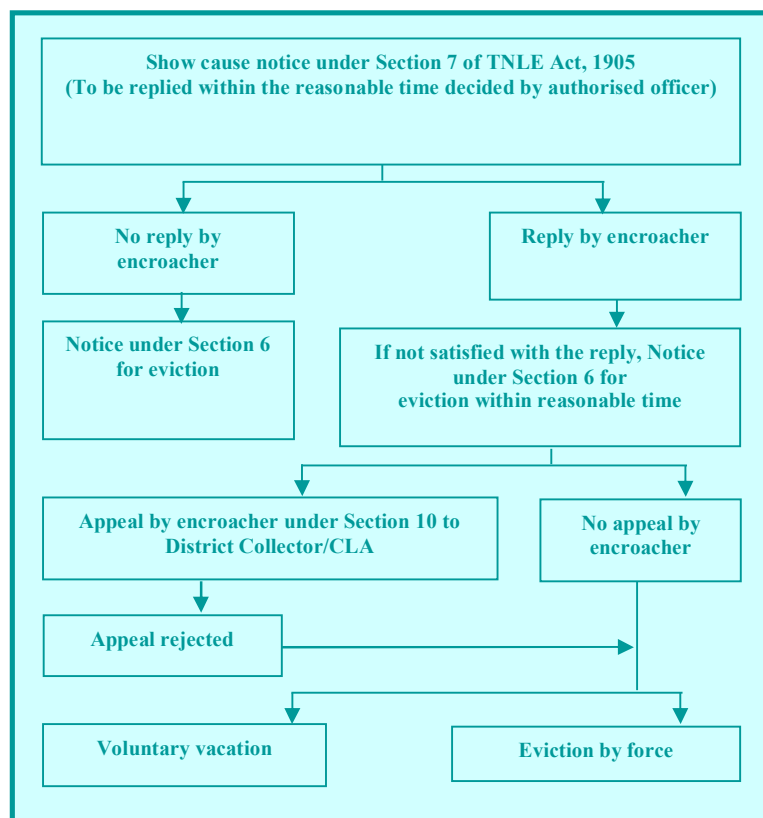 Show cause notice under Section 7 of TNLE Act, 1905
(To be replied within the reasonable time decided by authorised officer)
No reply by
encroacher
Reply by encroacher
Notice under Section 6
for eviction
If not satisfied with the reply, Notice
under Section 6 for
eviction within reasonable time
Appeal by encroacher under Section 10 to
District Collector/CLA
No appeal by
encroacher
Appeal rejected
Voluntary vacation
Eviction by force